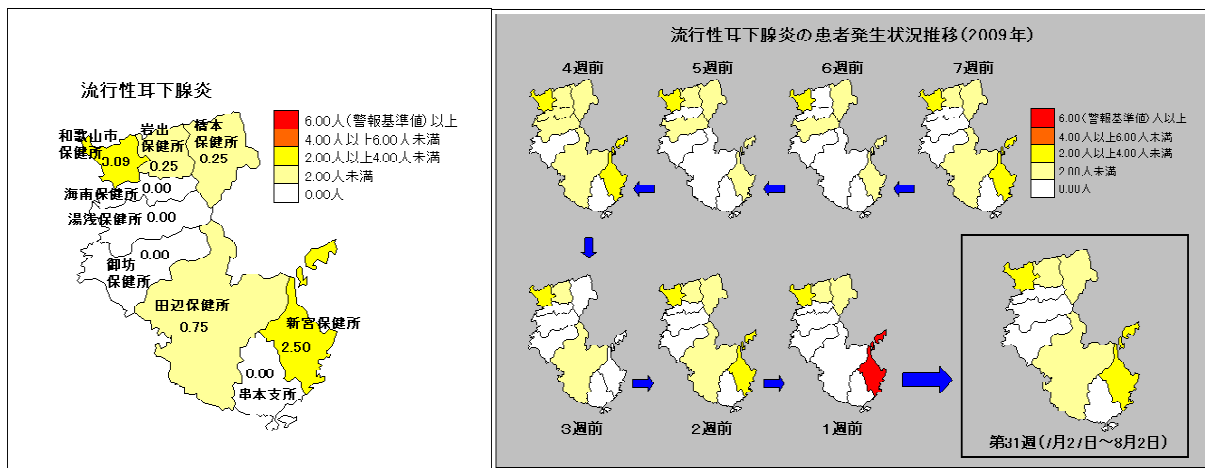 流行性耳下腺炎
和歌山市
保健所
3.09
岩出
保健所
0.25
橋本
保健所
0.25
海南保健所
0.00
湯浅保健所
0.00
御坊
保健所
0.00
田辺保健所
0.75
新宮保健所
2.50
0.00
串本支所
6.00人(警報基準値)以上
4.00人以上6.00人未満
2.00人以上4.00人未満
2.00人未満
0.00人
流行性耳下腺炎の患者発生状況推移(2009年)
4週前
5週前
6週前
7週前
6.00(警報基準値)人以上
4.00人以上6.00人未満
2.00人以上4.00人未満
2.00人未満
0.00人
3週前
2週前
1週前
第31週(7月27日～8月2日)